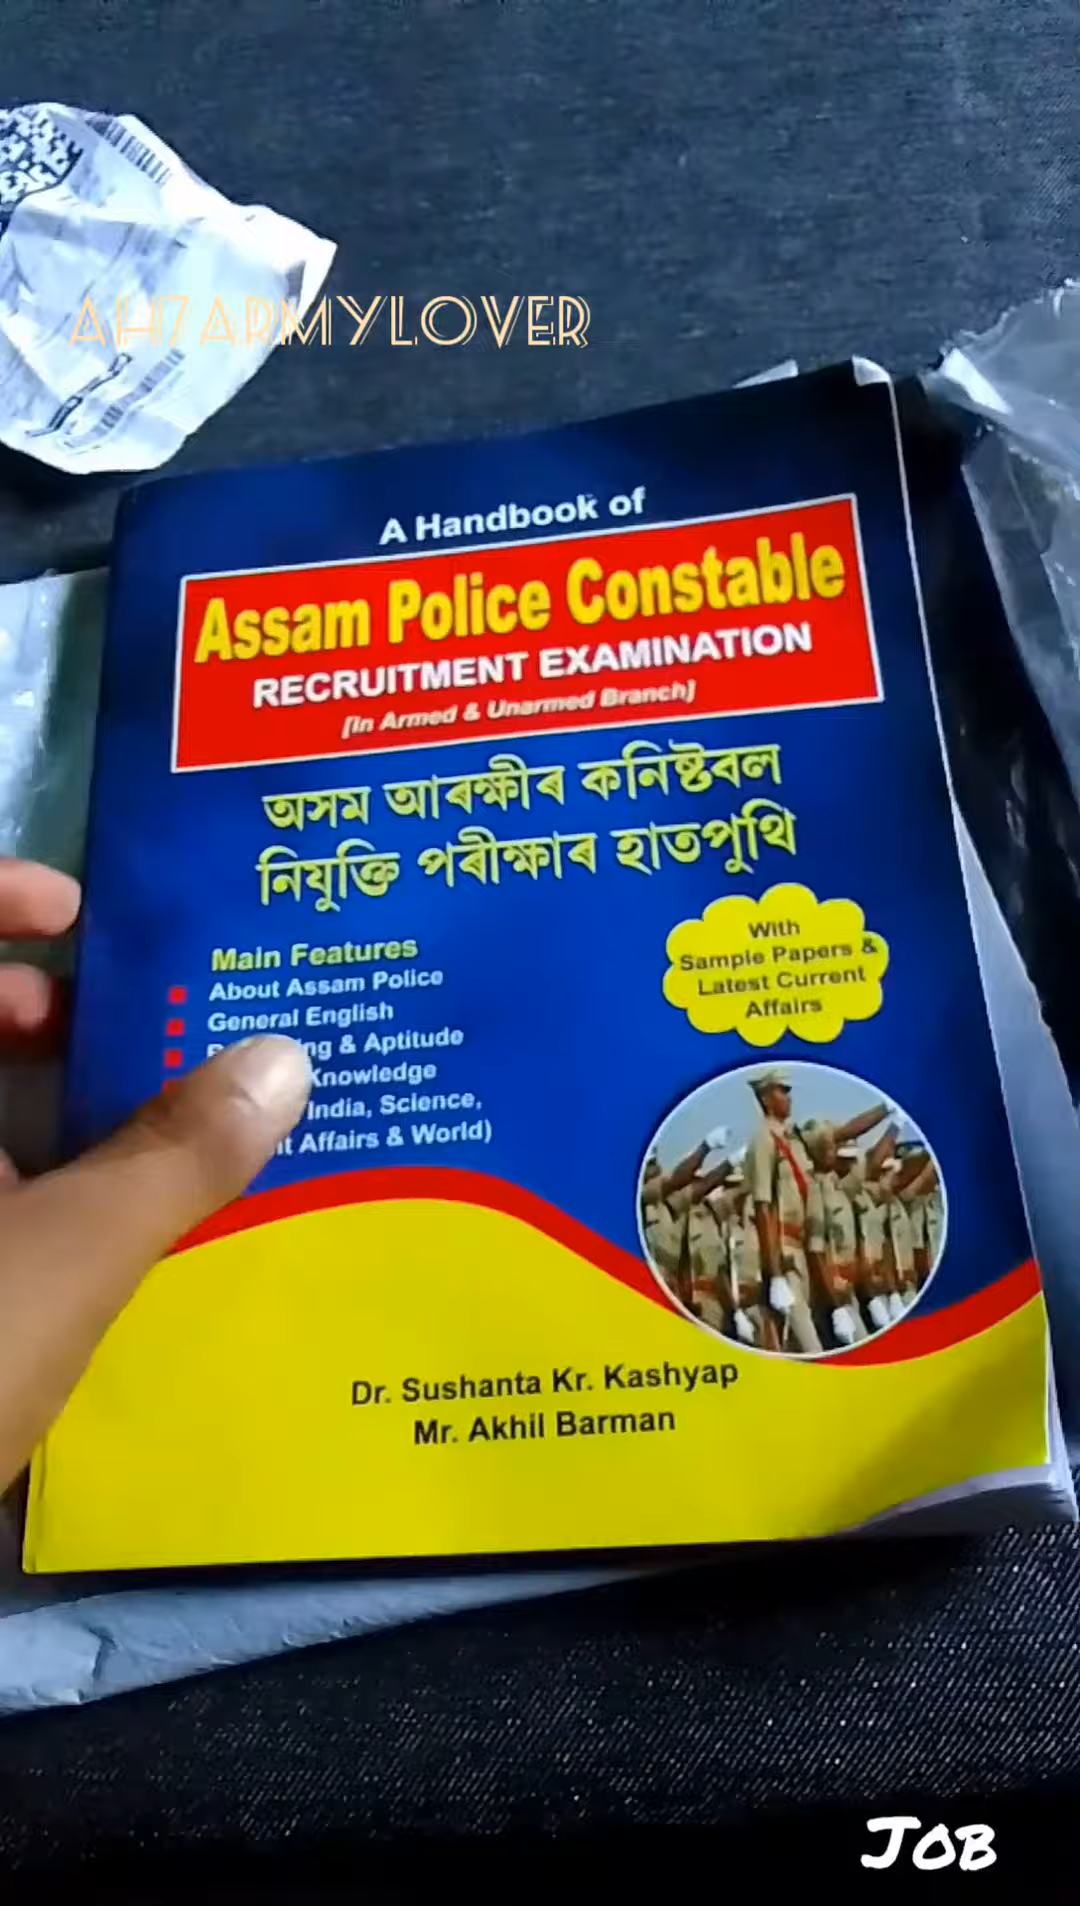 AH7ARMYLOVER
A Handbook of
Assam Police Constable
RECRUITMENT EXAMINATION
[In Armed & Unarmed Branch]
অসম আৰক্ষীৰ কনিষ্টবল
নিযুক্তি পৰীক্ষাৰ হাতপুথি
Main Features
About Assam Police
General English
& Aptitude
Knowledge
India, Science,
Affairs & World)
With
Sample Papers &
Latest Current
Affairs
Dr. Sushanta Kr. Kashyap
Mr. Akhil Barman
JOB